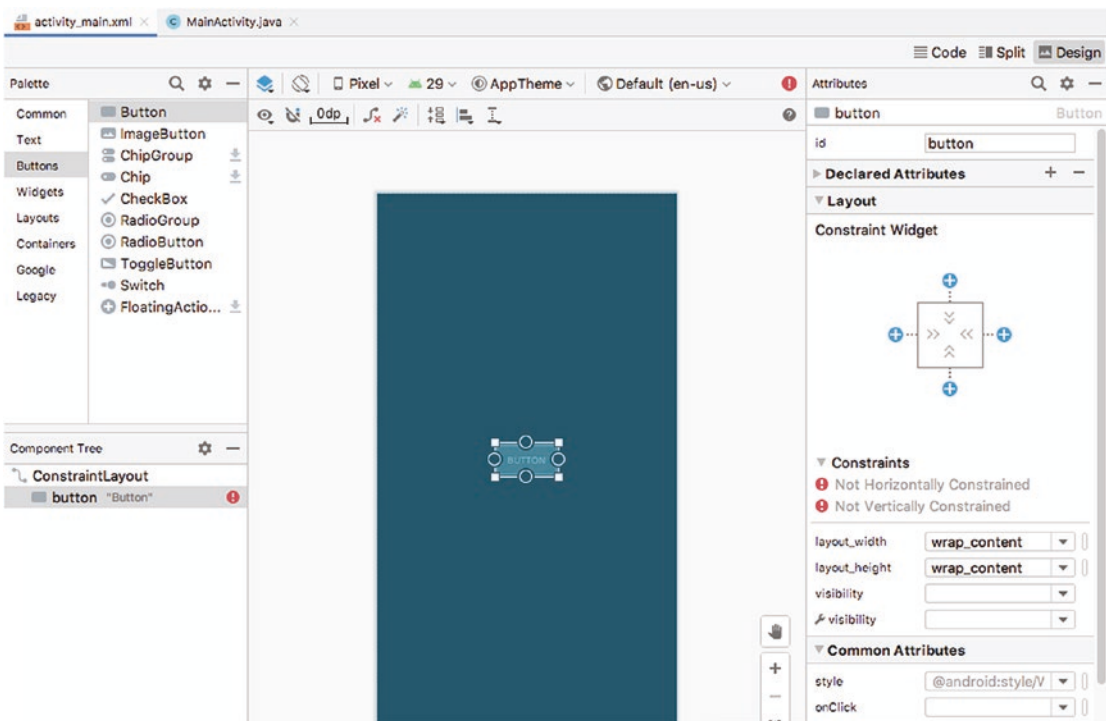 activity_main.xml
MainActivity.java
Code Split Design
Palette
Common
Text
Buttons
Widgets
Layouts
Containers
Google
Legacy
Button
ImageButton
ChipGroup
Chip
CheckBox
RadioGroup
RadioButton
ToggleButton
Switch
FloatingActio...
Component Tree
ConstraintLayout
button "Button"
Pixel 29 AppTheme Default (en-us)
0dp
BUTTON
Attributes
button Button
id button
Declared Attributes
Layout
Constraint Widget
Constraints
Not Horizontally Constrained
Not Vertically Constrained
layout_width wrap_content
layout_height wrap_content
visibility
visibility
Common Attributes
style @android:style/
onClick